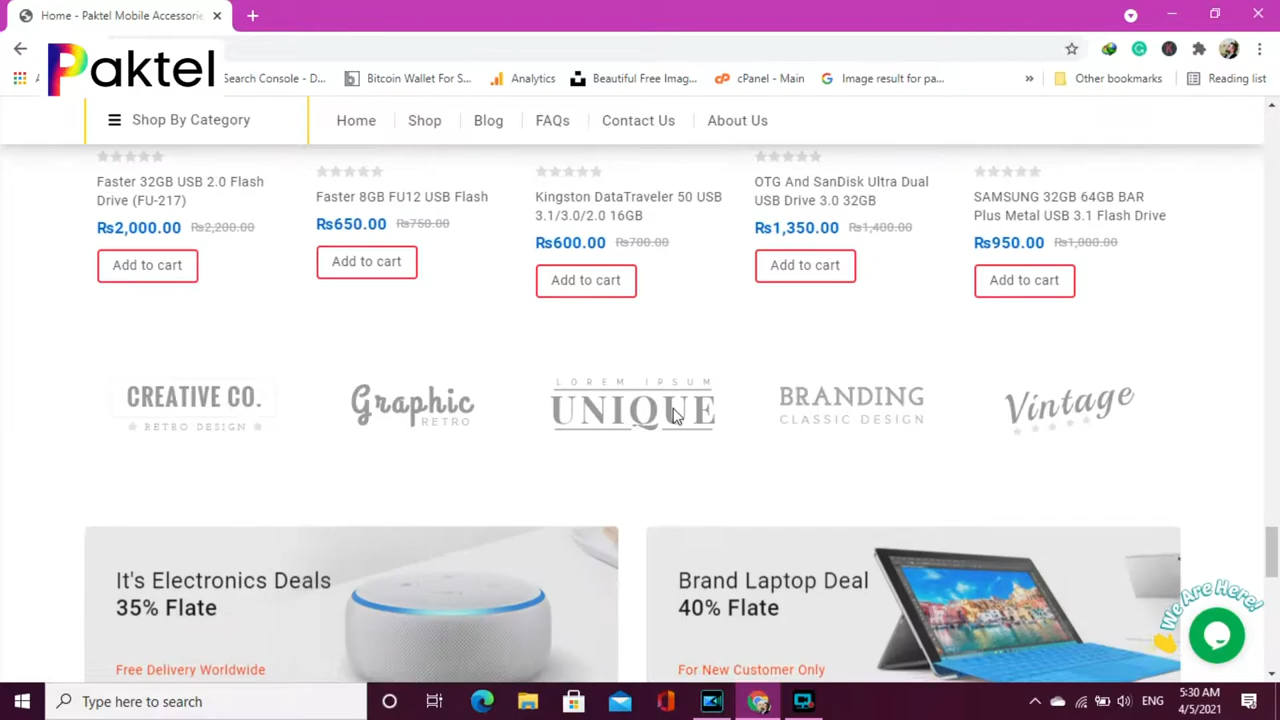 Home - Paktel Mobile Accessorie
Paktel
Search Console - D...
Bitcoin Wallet For S...
Analytics
Beautiful Free Imag...
cPanel - Main
Image result for pa...
»
Other bookmarks
Reading list
Shop By Category
Home
Shop
Blog
FAQs
Contact Us
About Us
Faster 32GB USB 2.0 Flash
Drive (FU-217)
₨2,000.00 ₨2,200.00
Add to cart
Faster 8GB FU12 USB Flash
₨650.00 ₨750.00
Add to cart
Kingston DataTraveler 50 USB
3.1/3.0/2.0 16GB
₨600.00 ₨700.00
Add to cart
OTG And SanDisk Ultra Dual
USB Drive 3.0 32GB
₨1,350.00 ₨1,400.00
Add to cart
SAMSUNG 32GB 64GB BAR
Plus Metal USB 3.1 Flash Drive
₨950.00 ₨1,000.00
Add to cart
CREATIVE CO.
RETRO DESIGN
Graphic
RETRO
LOREM IPSUM
UNIQUE
BRANDING
CLASSIC DESIGN
Vintage
It's Electronics Deals
35% Flate
Free Delivery Worldwide
Brand Laptop Deal
40% Flate
For New Customer Only
We Are Here!
Type here to search
ENG
5:30 AM
4/5/2021